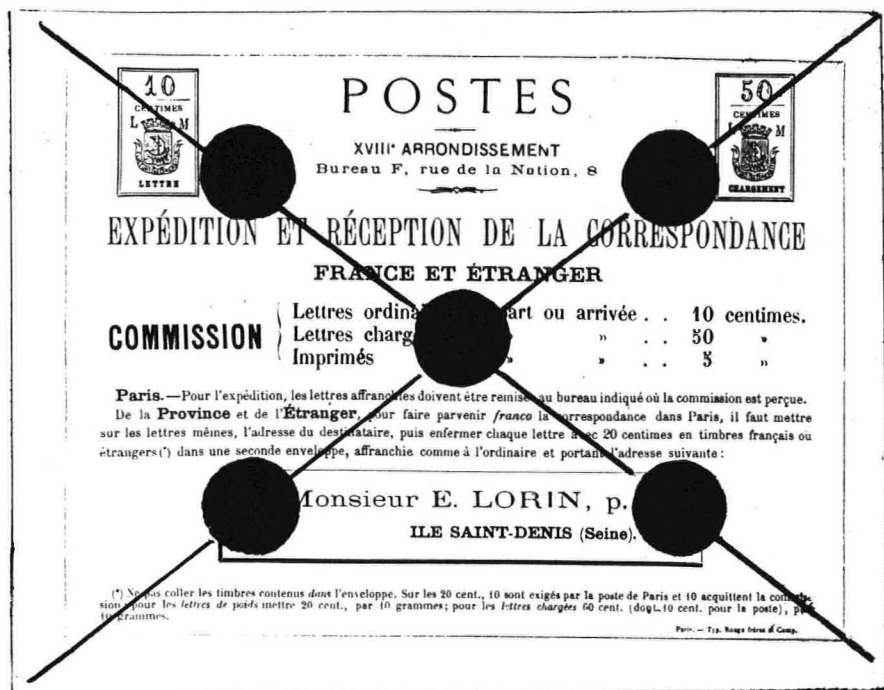 10
CENTIMES
L M
LETTRE
50
CENTIMES
L M
CHARGEMENT
POSTES
XVIIIe ARRONDISSEMENT
Bureau F, rue de la Nation, 8
EXPÉDITION ET RÉCEPTION DE LA CORRESPONDANCE
FRANCE ET ÉTRANGER
COMMISSION
Lettres ou arrivée . . 10 centimes.
Lettres » . . 50 »
Imprimés » » . . 5 »
Paris.—Pour l'expédition, les lettres affranchies doivent être remises au bureau indiqué où la commission est perçue.
De la Province et de l'Étranger, pour faire parvenir franco la correspondance dans Paris, il faut mettre
sur les lettres mêmes, l'adresse du destinataire, puis enfermer chaque lettre avec 20 centimes en timbres français ou
étrangers (*) dans une seconde enveloppe, affranchie comme à l'ordinaire et portant l'adresse suivante :
Monsieur E. LORIN, p.
ILE SAINT-DENIS (Seine).
(*) Ne pas coller les timbres contenus dans l'enveloppe. Sur les 20 cent., 10 sont exigés par la poste de Paris et 10 acquittent la commis-
sion; pour les lettres de poids mettre 20 cent., par 10 grammes; pour les lettres chargées 60 cent. (dont 10 cent. pour la poste), par
10 grammes.
Paris. — Typ. Rouge frères & Comp.